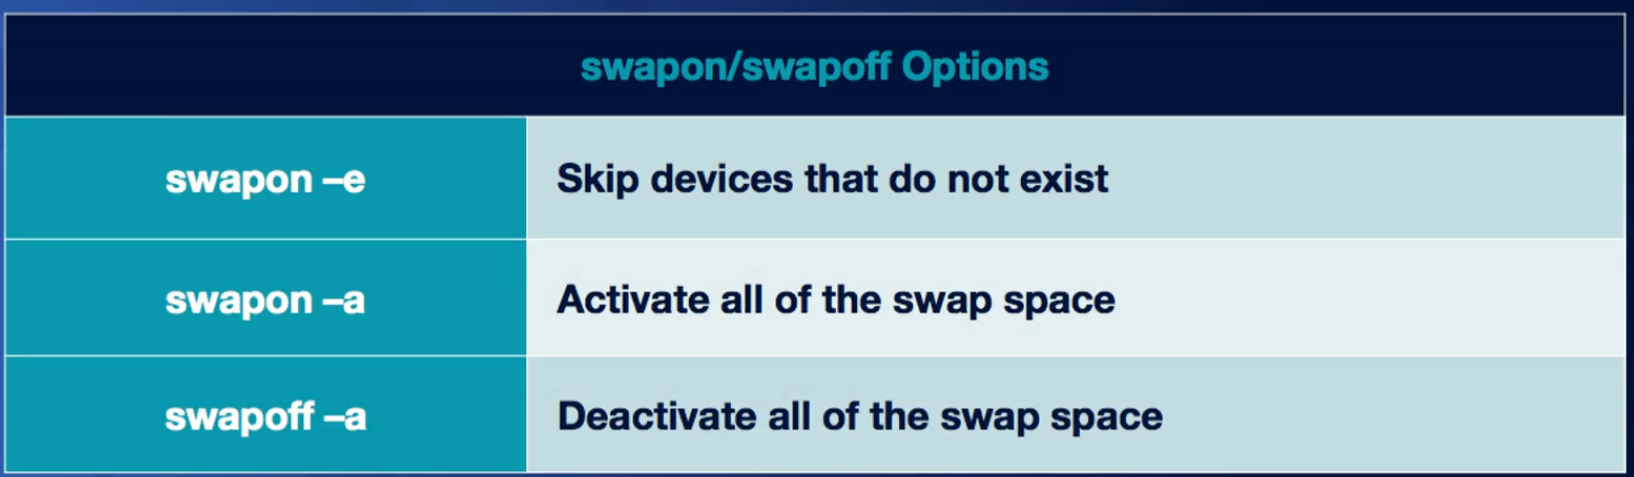 swapon/swapoff Options
swapon –e
Skip devices that do not exist
swapon –a
Activate all of the swap space
swapoff –a
Deactivate all of the swap space